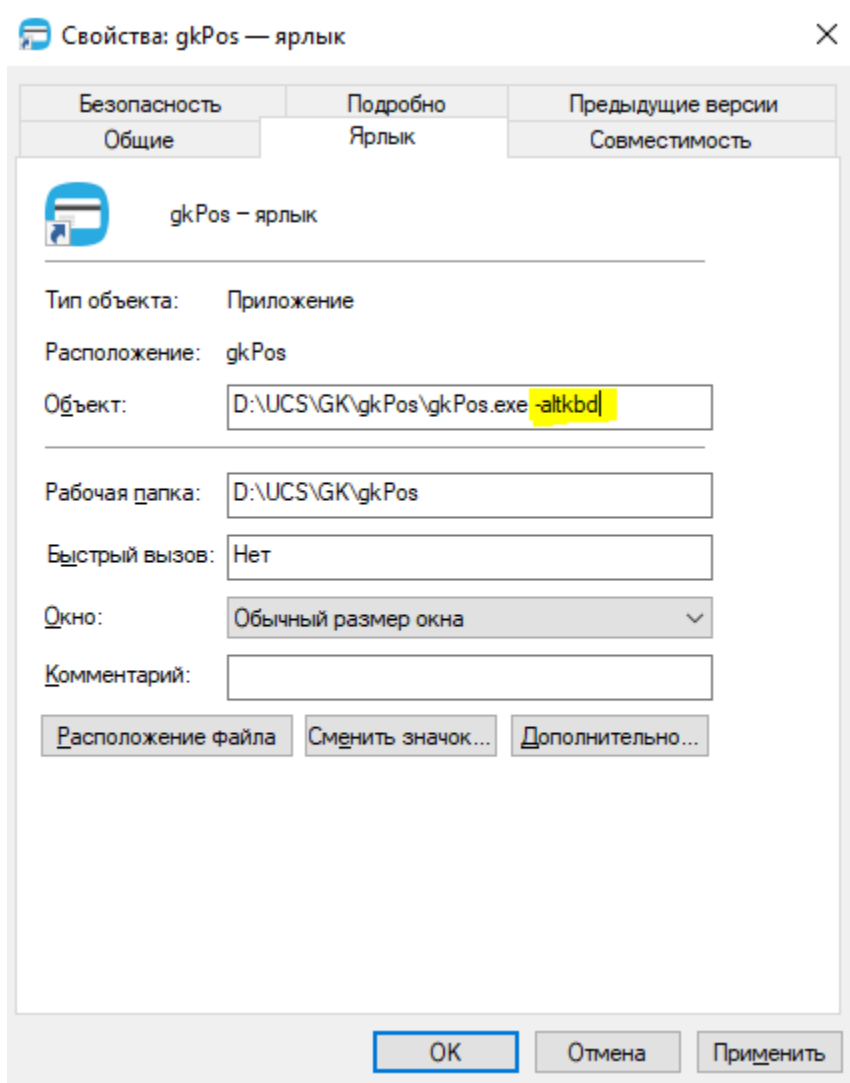 Свойства: gkPos — ярлык
Безопасность Подробно Предыдущие версии
Общие Ярлык Совместимость
gkPos – ярлык
Тип объекта: Приложение
Расположение: gkPos
Объект: D:\UCS\GK\gkPos\gkPos.exe -altkbd
Рабочая папка: D:\UCS\GK\gkPos
Быстрый вызов: Нет
Окно: Обычный размер окна
Комментарий:
Расположение файла Сменить значок... Дополнительно...
OK Отмена Применить